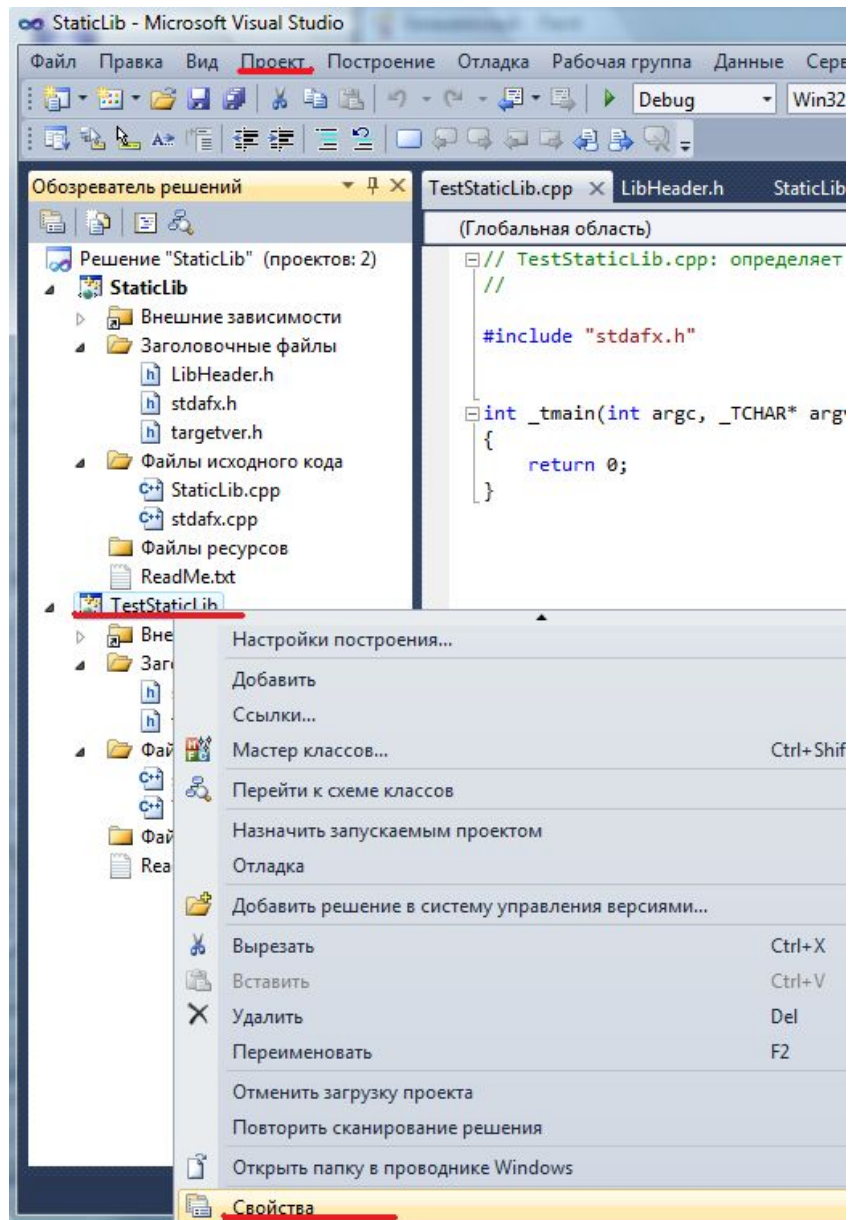 StaticLib - Microsoft Visual Studio
Файл Правка Вид Проект Построение Отладка Рабочая группа Данные
Debug Win32
Обозреватель решений
TestStaticLib.cpp LibHeader.h StaticLib
(Глобальная область)
Решение "StaticLib" (проектов: 2)
StaticLib
Внешние зависимости
Заголовочные файлы
LibHeader.h
stdafx.h
targetver.h
Файлы исходного кода
StaticLib.cpp
stdafx.cpp
Файлы ресурсов
ReadMe.txt
TestStaticLib
// TestStaticLib.cpp: определяет
//
#include "stdafx.h"
int _tmain(int argc, _TCHAR* argv
{
return 0;
}
Настройки построения...
Добавить
Ссылки...
Мастер классов... Ctrl+Shif
Перейти к схеме классов
Назначить запускаемым проектом
Отладка
Добавить решение в систему управления версиями...
Вырезать Ctrl+X
Вставить Ctrl+V
Удалить Del
Переименовать F2
Отменить загрузку проекта
Повторить сканирование решения
Открыть папку в проводнике Windows
Свойства